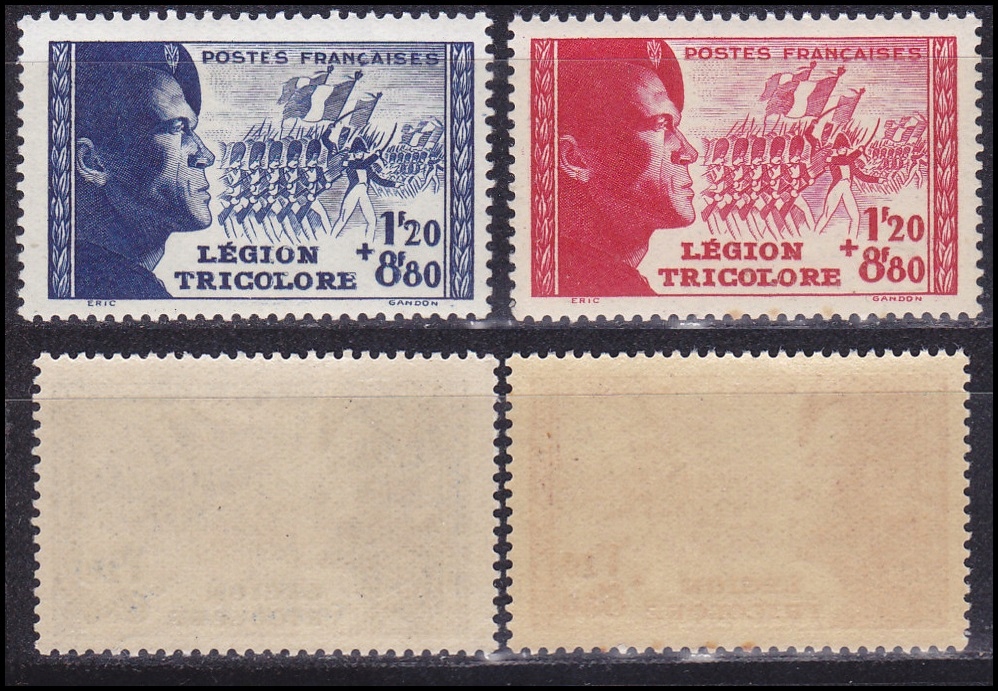 POSTES FRANÇAISES
LÉGION
TRICOLORE
1F20
+ 8F80
ERIC GANDON
POSTES FRANÇAISES
LÉGION
TRICOLORE
1F20
+ 8F80
ERIC GANDON